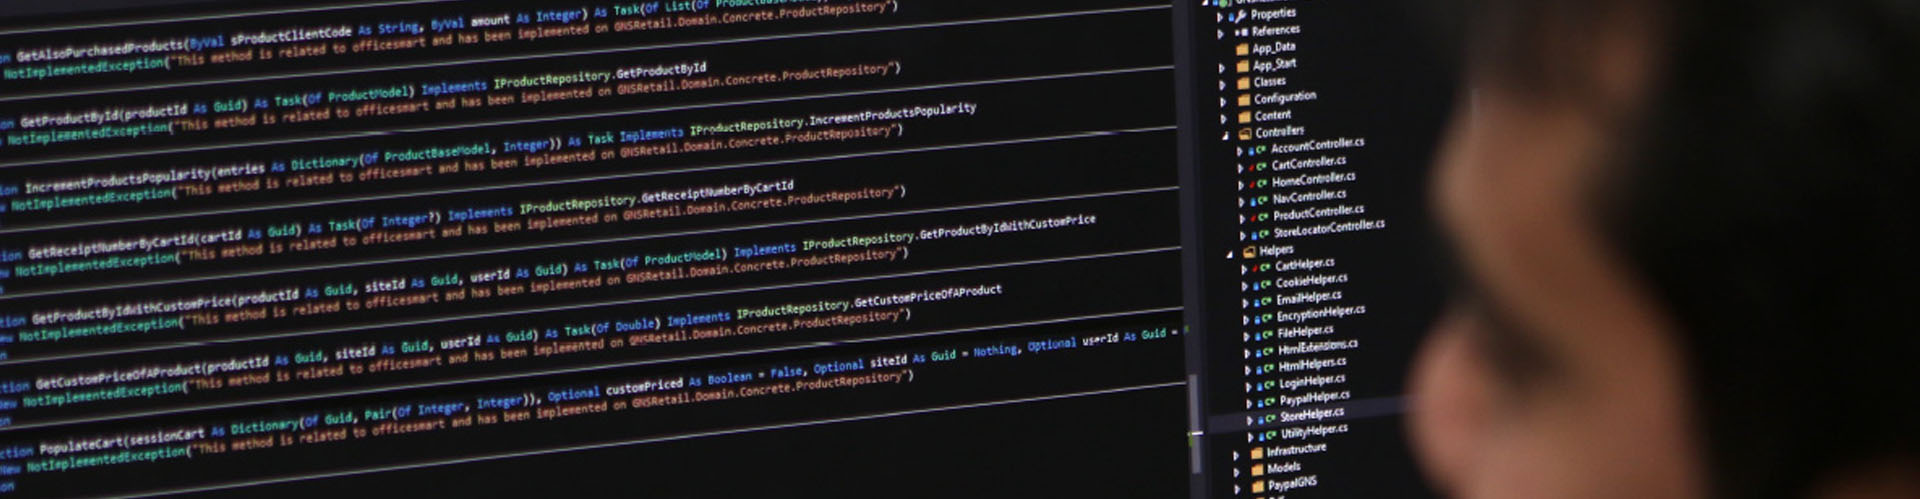 GetAlsoPurchasedProducts(ByVal sProductClientCode As String, ByVal amount As Integer) As Task(Of List(Of
NotImplementedException("This method is related to officesmart and has been implemented on GNSRetail.Domain.Concrete.ProductRepository")
GetProductById(productId As Guid) As Task(Of ProductModel) Implements IProductRepository.GetProductById
NotImplementedException("This method is related to officesmart and has been implemented on GNSRetail.Domain.Concrete.ProductRepository")
ion IncrementProductsPopularity(entries As Dictionary(Of ProductBaseModel, Integer)) As Task Implements IProductRepository.IncrementProductsPopularity
NotImplementedException("This method is related to officesmart and has been implemented on GNSRetail.Domain.Concrete.ProductRepository")
ion GetReceiptNumberByCartId(cartId As Guid) As Task(Of Integer?) Implements IProductRepository.GetReceiptNumberByCartId
NotImplementedException("This method is related to officesmart and has been implemented on GNSRetail.Domain.Concrete.ProductRepository")
tion GetProductByIdWithCustomPrice(productId As Guid, siteId As Guid, userId As Guid) As Task(Of ProductModel) Implements IProductRepository.GetProductByIdWithCustomPrice
NotImplementedException("This method is related to officesmart and has been implemented on GNSRetail.Domain.Concrete.ProductRepository")
ction GetCustomPriceOfAProduct(productId As Guid, siteId As Guid, userId As Guid) As Task(Of Double) Implements IProductRepository.GetCustomPriceOfAProduct
New NotImplementedException("This method is related to officesmart and has been implemented on GNSRetail.Domain.Concrete.ProductRepository")
ction PopulateCart(sessionCart As Dictionary(Of Guid, Pair(Of Integer, Integer)), Optional customPriced As Boolean = False, Optional siteId As Guid = Nothing, Optional userId As Guid =
New NotImplementedException("This method is related to officesmart and has been implemented on GNSRetail.Domain.Concrete.ProductRepository")
ion
Properties
References
App_Data
App_Start
Classes
Configuration
Content
Controllers
AccountController.cs
CartController.cs
HomeController.cs
NavController.cs
ProductController.cs
StoreLocatorController.cs
Helpers
CartHelper.cs
CookieHelper.cs
EmailHelper.cs
EncryptionHelper.cs
FileHelper.cs
HtmlExtensions.cs
HtmlHelpers.cs
LoginHelper.cs
PaypalHelper.cs
StoreHelper.cs
UtilityHelper.cs
Infrastructure
Models
PaypalGNS